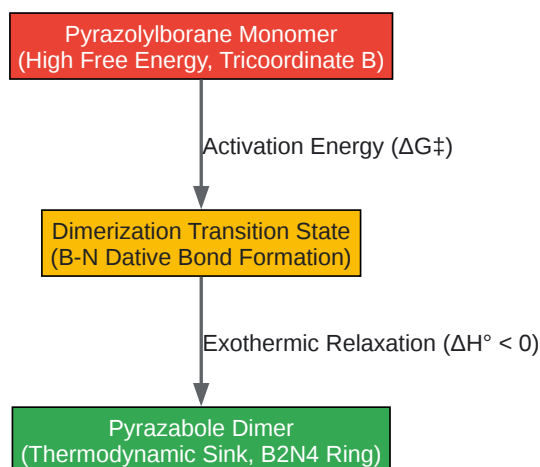 Pyrazolylborane Monomer
(High Free Energy, Tricoordinate B)
Activation Energy (ΔG‡)
Dimerization Transition State
(B-N Dative Bond Formation)
Exothermic Relaxation (ΔH° < 0)
Pyrazabole Dimer
(Thermodynamic Sink, B2N4 Ring)